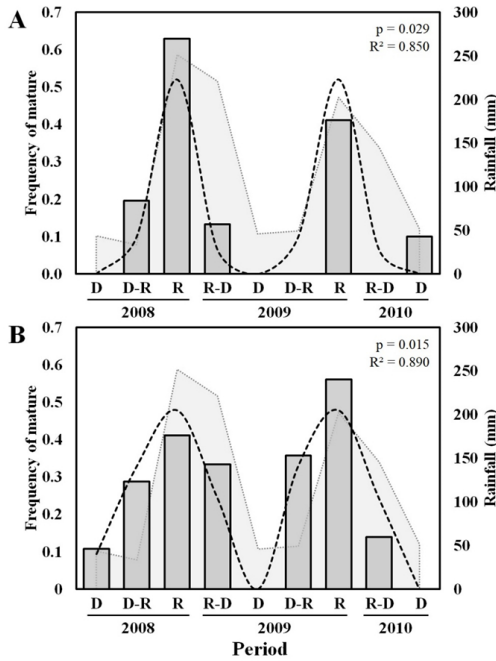 A
0.7
0.6
0.5
0.4
0.3
0.2
0.1
0.0
Frequency of mature
300
250
200
150
100
50
0
Rainfall (mm)
p = 0.029
R² = 0.850
D D-R R R-D D D-R R R-D D
2008 2009 2010
B
0.7
0.6
0.5
0.4
0.3
0.2
0.1
0
Frequency of mature
300
250
200
150
100
50
0
Rainfall (mm)
p = 0.015
R² = 0.890
D D-R R R-D D D-R R R-D D
2008 2009 2010
Period